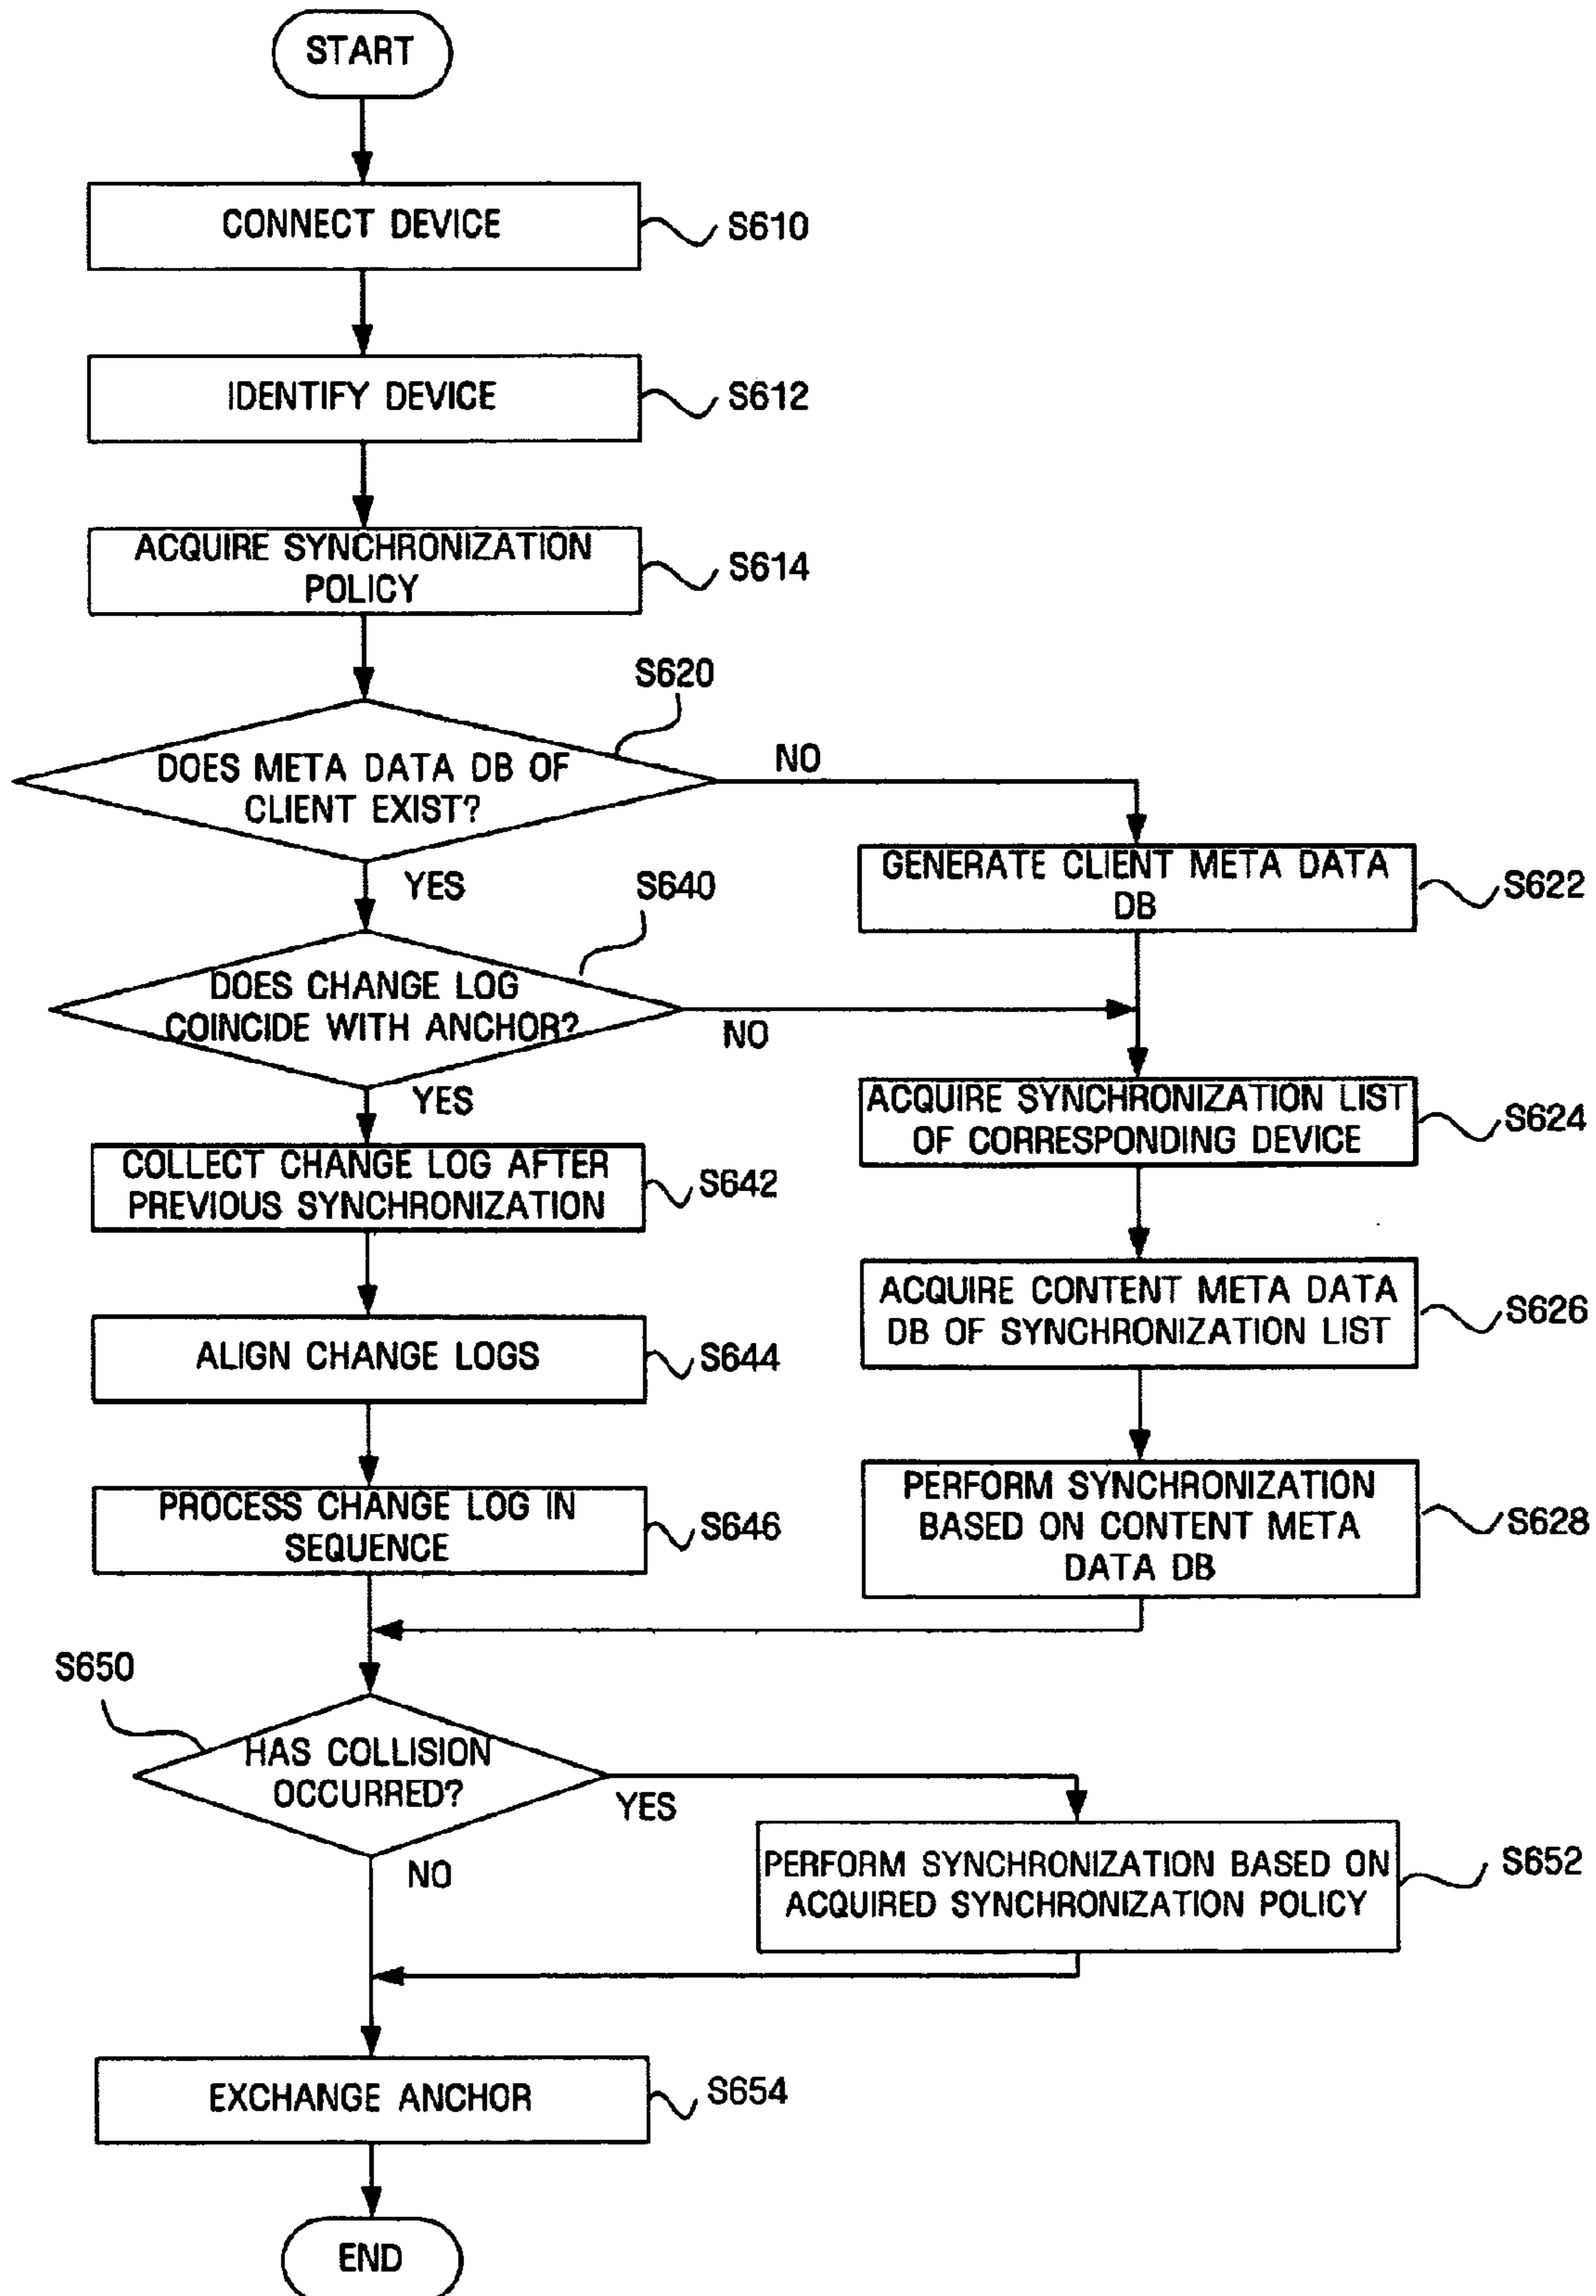 START
CONNECT DEVICE
S610
IDENTIFY DEVICE
S612
ACQUIRE SYNCHRONIZATION
POLICY
S614
S620
DOES META DATA DB OF
CLIENT EXIST?
NO
YES
GENERATE CLIENT META DATA
DB
S622
S640
DOES CHANGE LOG
COINCIDE WITH ANCHOR?
NO
YES
ACQUIRE SYNCHRONIZATION LIST
OF CORRESPONDING DEVICE
S624
COLLECT CHANGE LOG AFTER
PREVIOUS SYNCHRONIZATION
S642
ACQUIRE CONTENT META DATA
DB OF SYNCHRONIZATION LIST
S626
ALIGN CHANGE LOGS
S644
PERFORM SYNCHRONIZATION
BASED ON CONTENT META
DATA DB
S628
PROCESS CHANGE LOG IN
SEQUENCE
S646
S650
HAS COLLISION
OCCURRED?
YES
NO
PERFORM SYNCHRONIZATION BASED ON
ACQUIRED SYNCHRONIZATION POLICY
S652
EXCHANGE ANCHOR
S654
END